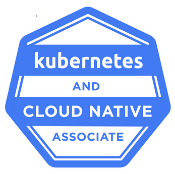 kubernetes
AND
CLOUD NATIVE
ASSOCIATE